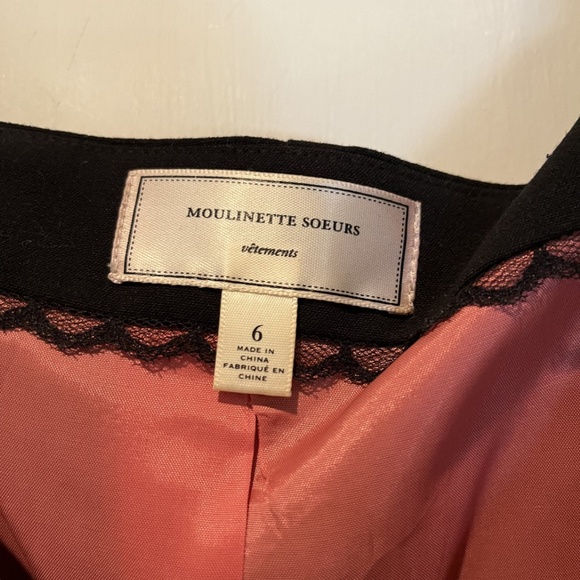 MOULINETTE SOEURS
vêtements
6
MADE IN
CHINA
FABRIQUÉ EN
CHINE